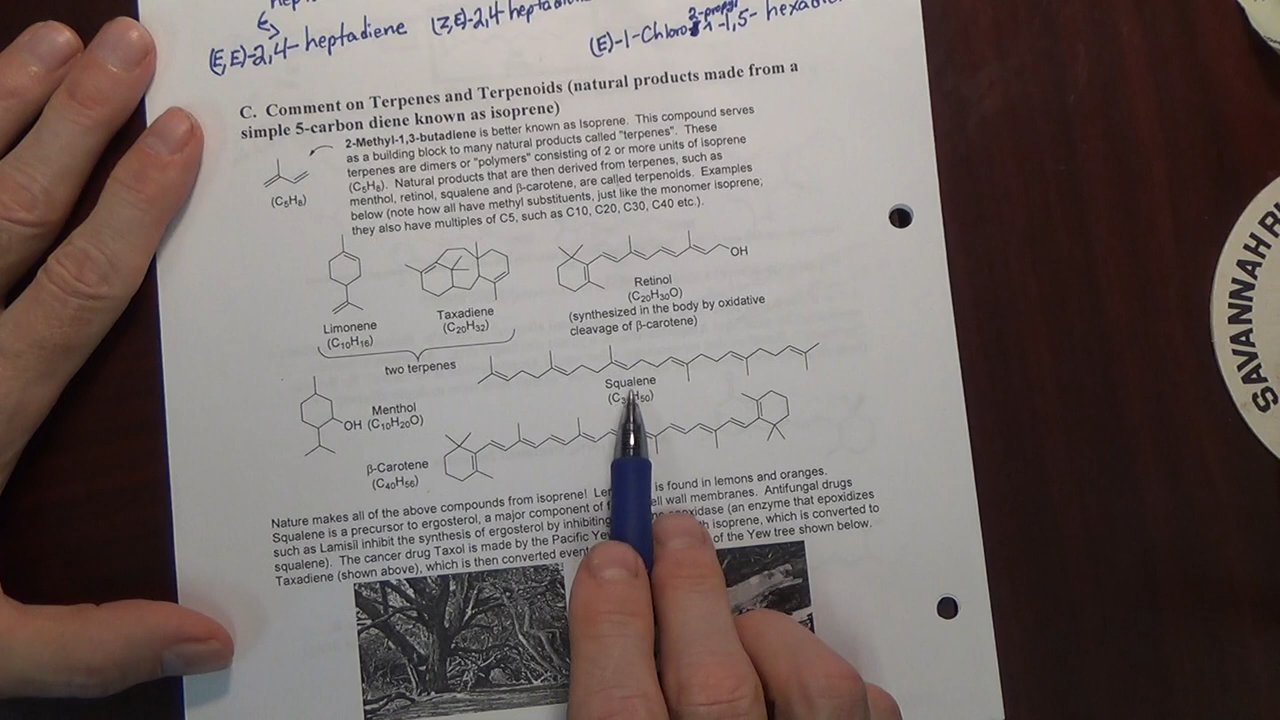 (E,E)-2,4-heptadiene
(Z,E)-2,4 heptadiene
2-propyl
(E)-1-Chloro -1,5-
C. Comment on Terpenes and Terpenoids (natural products made from a
simple 5-carbon diene known as isoprene)
2-Methyl-1,3-butadiene is better known as Isoprene. This compound serves
as a building block to many natural products called "terpenes". These
terpenes are dimers or "polymers" consisting of 2 or more units of isoprene
(C5H8). Natural products that are then derived from terpenes, such as
menthol, retinol, squalene and β-carotene, are called terpenoids. Examples
below (note how all have methyl substituents, just like the monomer isoprene;
they also have multiples of C5, such as C10, C20, C30, C40 etc.).
(C5H8)
OH
Limonene
(C10H16)
Taxadiene
(C20H32)
Retinol
(C20H30O)
(synthesized in the body by oxidative
cleavage of β-carotene)
two terpenes
Squalene
OH
Menthol
(C10H20O)
β-Carotene
(C40H56)
Nature makes all of the above compounds from isoprene! is found in lemons and oranges.
Squalene is a precursor to ergosterol, a major component of cell wall membranes. Antifungal drugs
such as Lamisil inhibit the synthesis of ergosterol by inhibiting (an enzyme that epoxidizes
squalene). The cancer drug Taxol is made by the Pacific isoprene, which is converted to
Taxadiene (shown above), which is then converted of the Yew tree shown below.
SAVANNAH